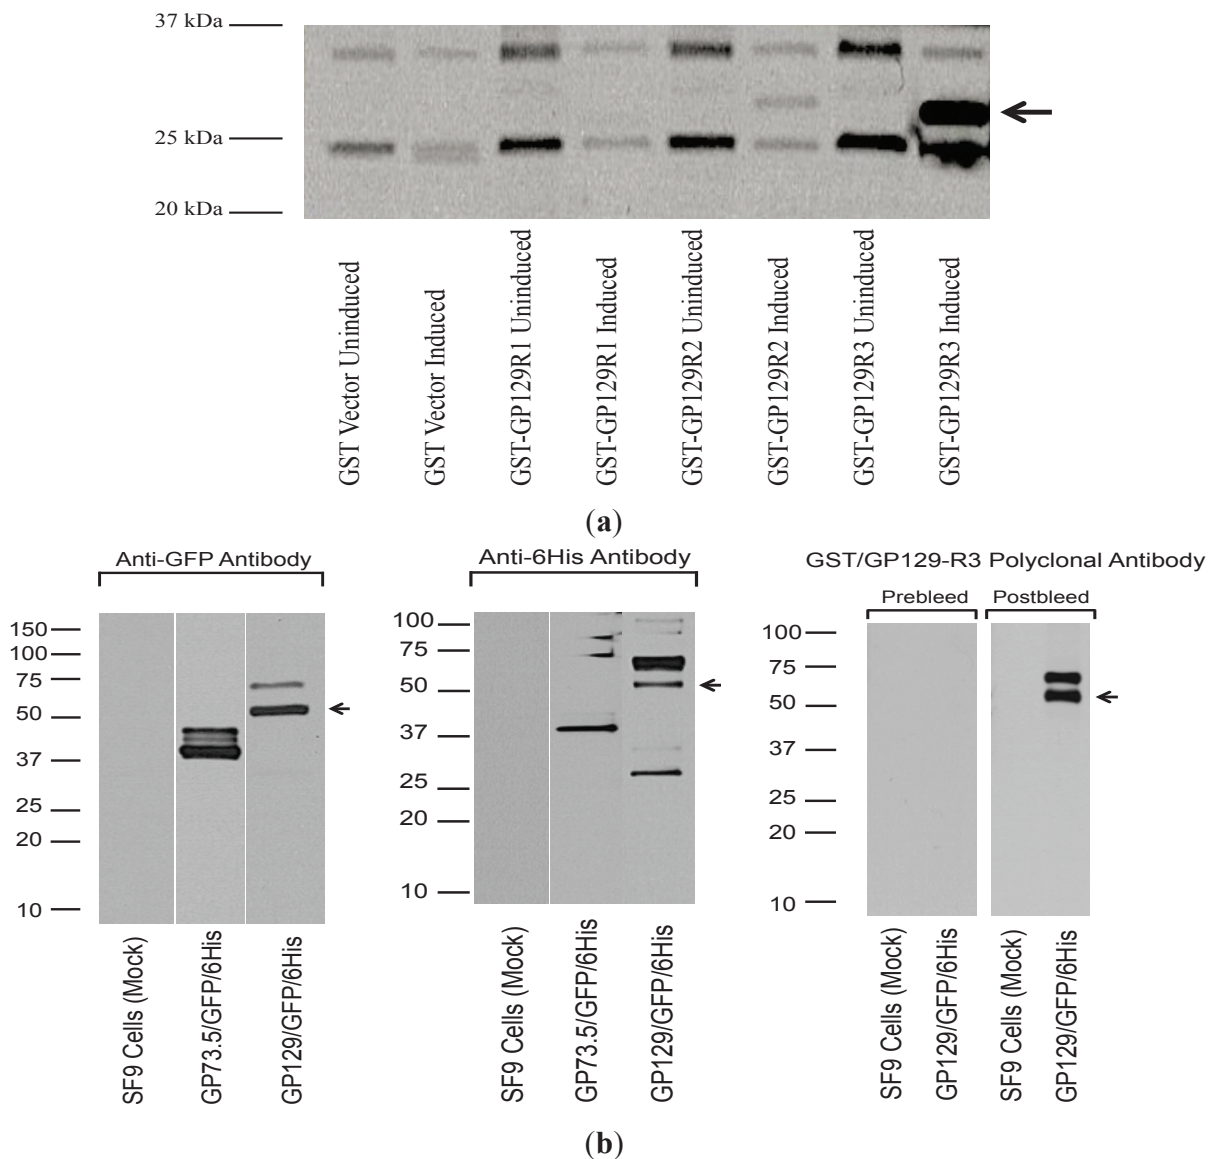 37 kDa
25 kDa
20 kDa
GST Vector Uninduced
GST Vector Induced
GST-GP129R1 Uninduced
GST-GP129R1 Induced
GST-GP129R2 Uninduced
GST-GP129R2 Induced
GST-GP129R3 Uninduced
GST-GP129R3 Induced
(a)
Anti-GFP Antibody
150
100
75
50
37
25
20
10
SF9 Cells (Mock)
GP73.5/GFP/6His
GP129/GFP/6His
Anti-6His Antibody
100
75
50
37
25
20
10
SF9 Cells (Mock)
GP73.5/GFP/6His
GP129/GFP/6His
GST/GP129-R3 Polyclonal Antibody
Prebleed
Postbleed
100
75
50
37
25
20
10
SF9 Cells (Mock)
GP129/GFP/6His
SF9 Cells (Mock)
GP129/GFP/6His
(b)